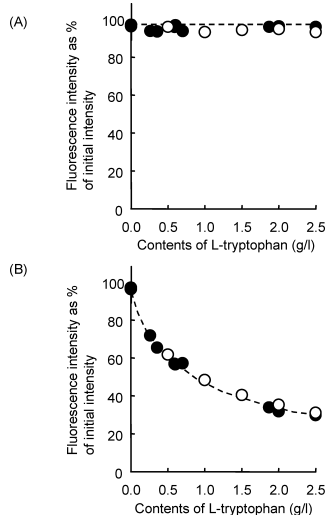 (A)
Fluorescence intensity as %
of initial intensity
100
80
60
40
20
0
0.0 0.5 1.0 1.5 2.0 2.5
Contents of L-tryptophan (g/l)
(B)
Fluorescence intensity as %
of initial intensity
100
80
60
40
20
0
0.0 0.5 1.0 1.5 2.0 2.5
Contents of L-tryptophan (g/l)